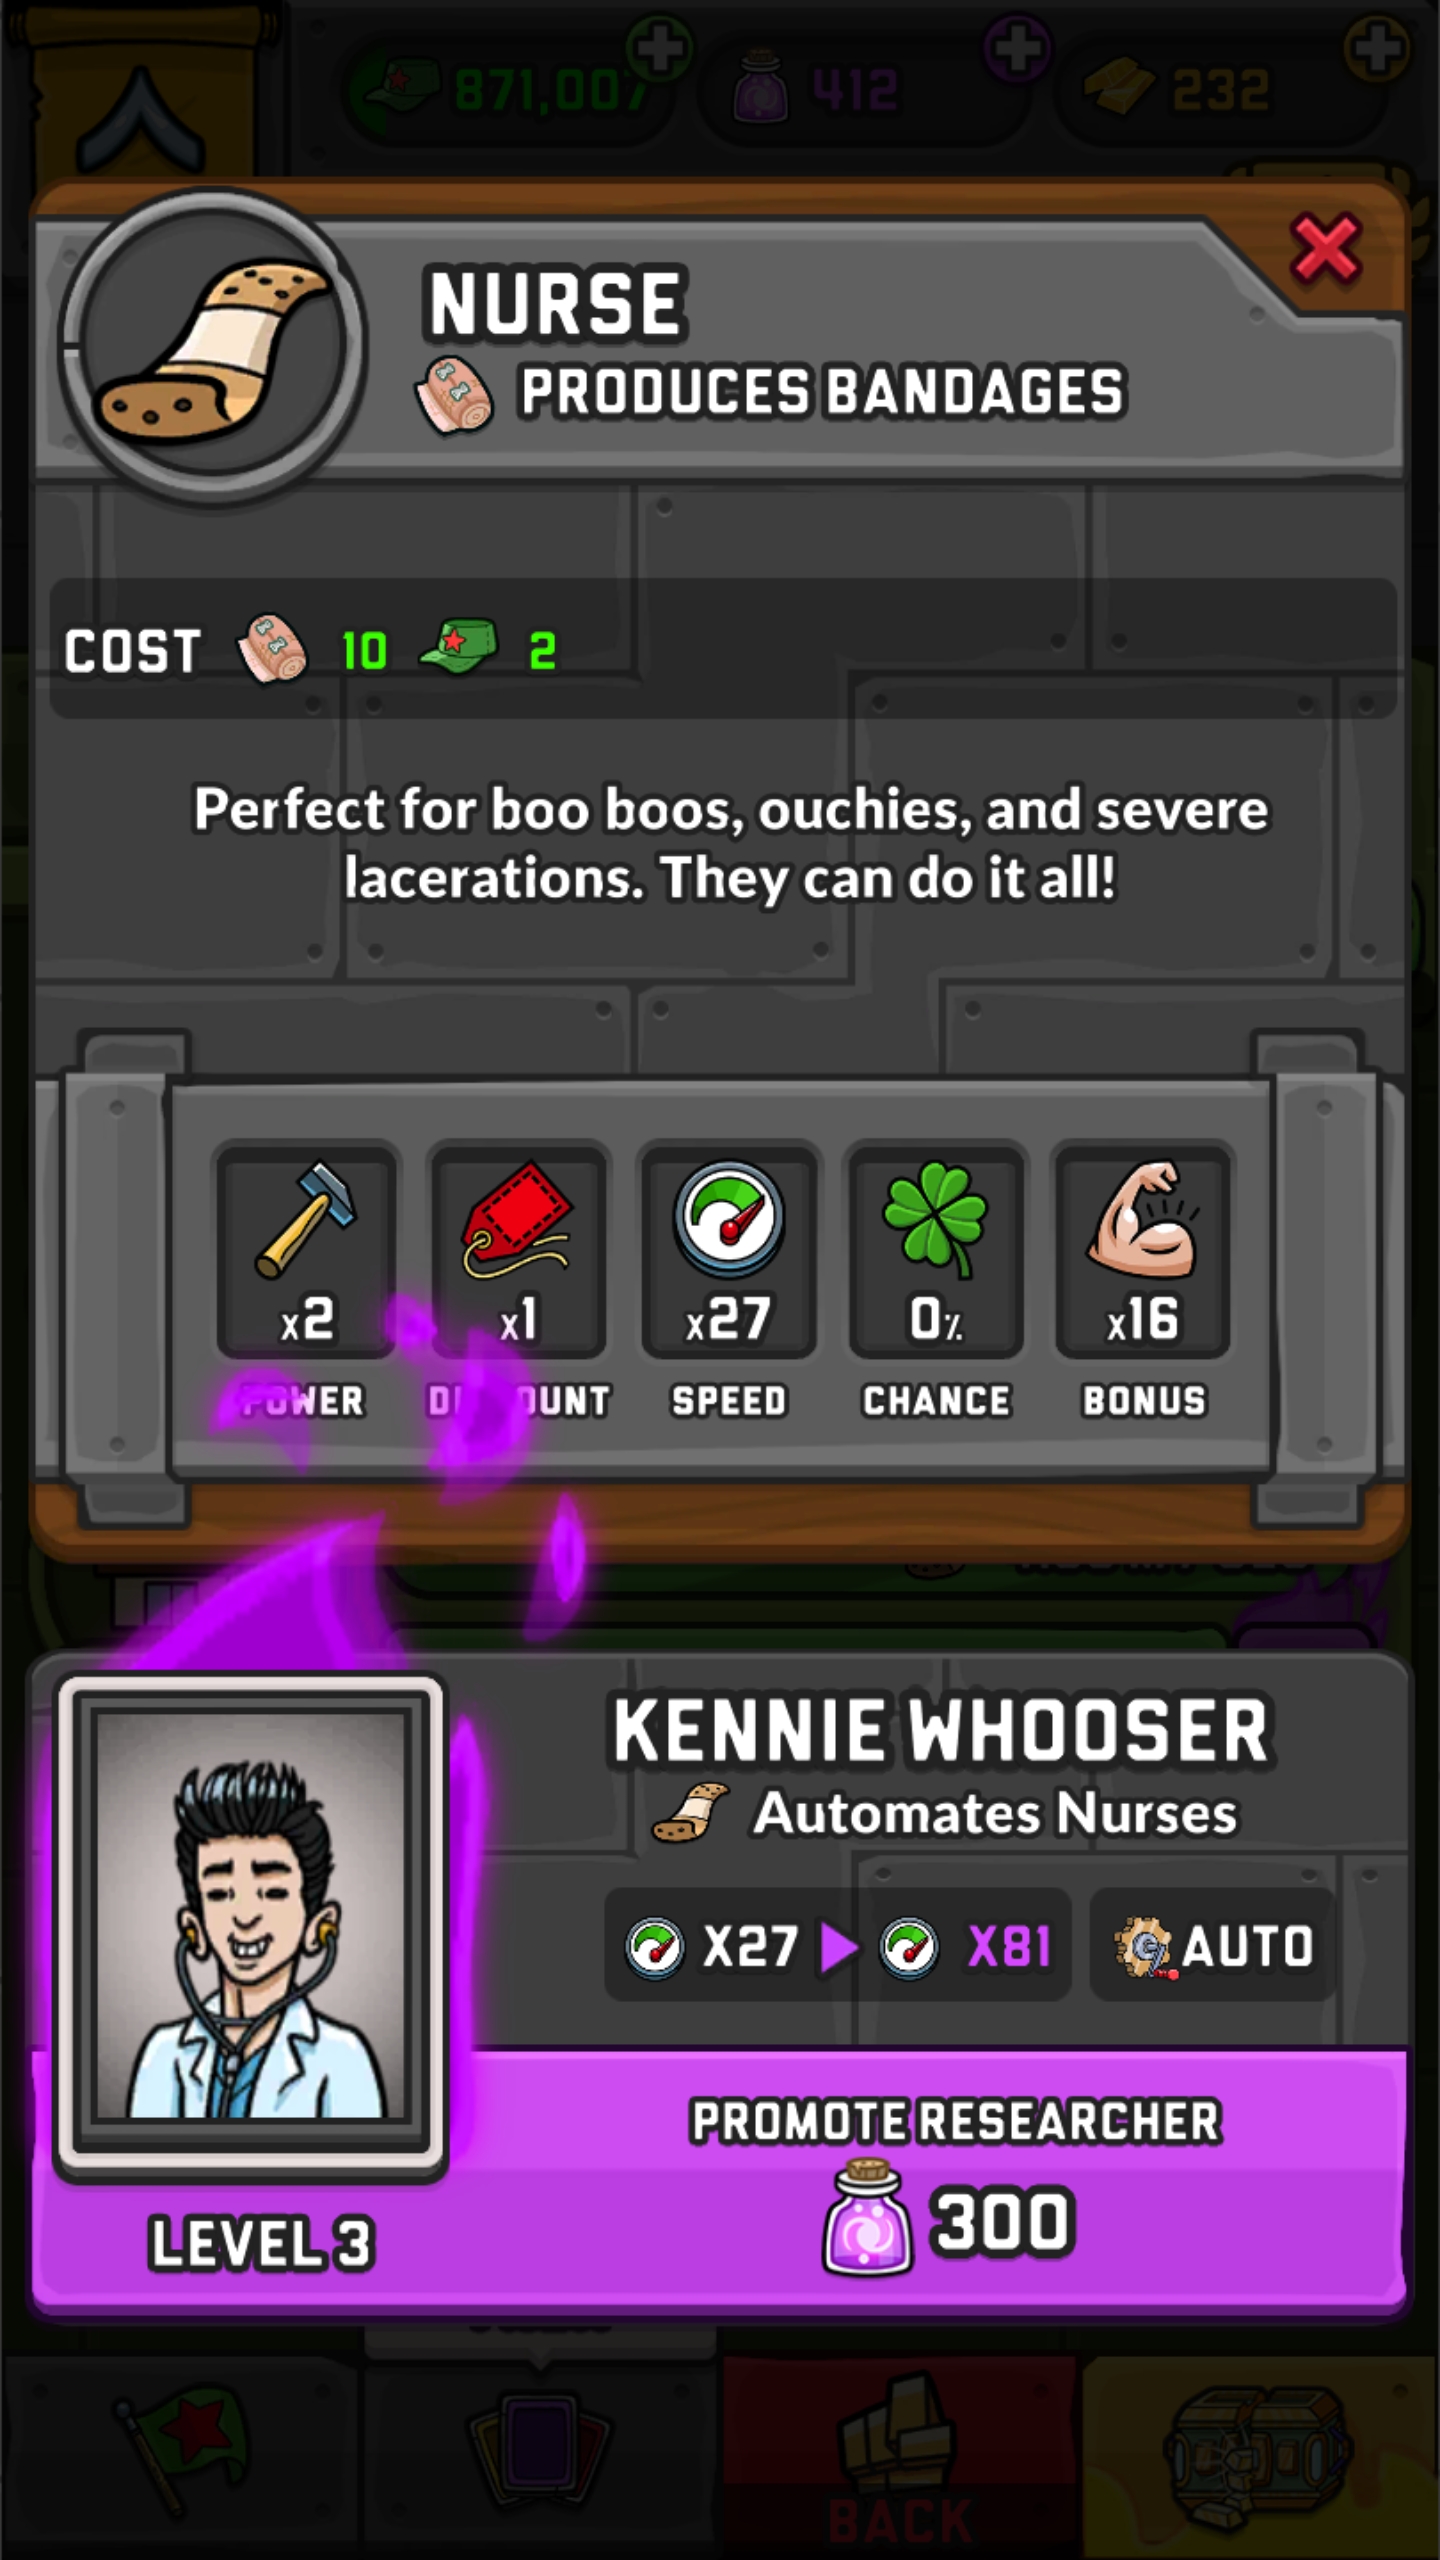 871,007 412 232
NURSE
PRODUCES BANDAGES
COST 10 2
Perfect for boo boos, ouchies, and severe
lacerations. They can do it all!
x2 x1 x27 0% x16
POWER DISCOUNT SPEED CHANCE BONUS
KENNIE WHOOSER
Automates Nurses
X27 X81 AUTO
PROMOTE RESEARCHER
300
LEVEL 3
BACK